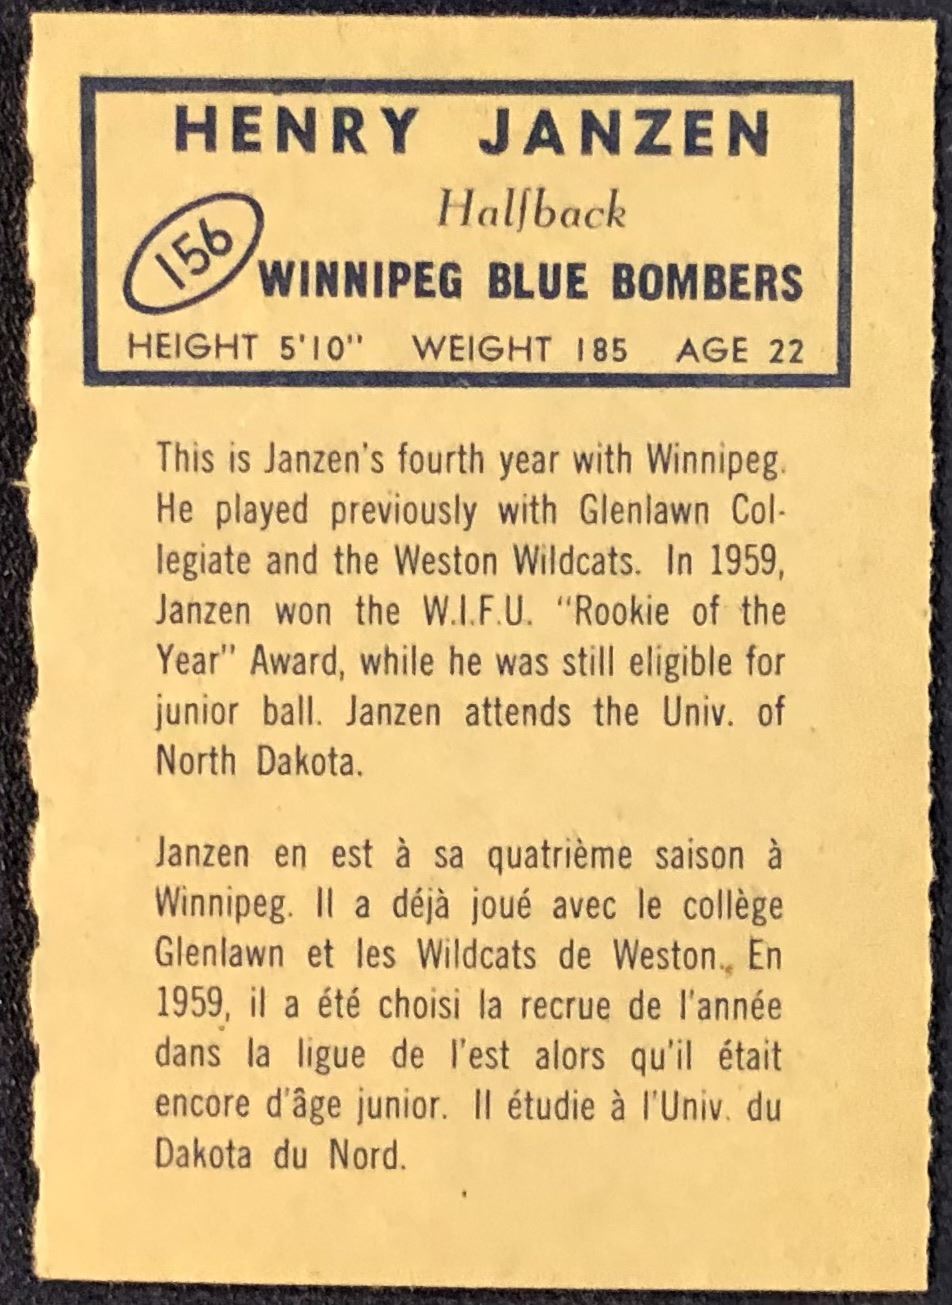 HENRY JANZEN
Halfback
156
WINNIPEG BLUE BOMBERS
HEIGHT 5'10" WEIGHT 185 AGE 22
This is Janzen's fourth year with Winnipeg.
He played previously with Glenlawn Col-
legiate and the Weston Wildcats. In 1959,
Janzen won the W.I.F.U. "Rookie of the
Year" Award, while he was still eligible for
junior ball. Janzen attends the Univ. of
North Dakota.
Janzen en est à sa quatrième saison à
Winnipeg. Il a déjà joué avec le collège
Glenlawn et les Wildcats de Weston. En
1959, il a été choisi la recrue de l'année
dans la ligue de l'est alors qu'il était
encore d'âge junior. Il étudie à l'Univ. du
Dakota du Nord.